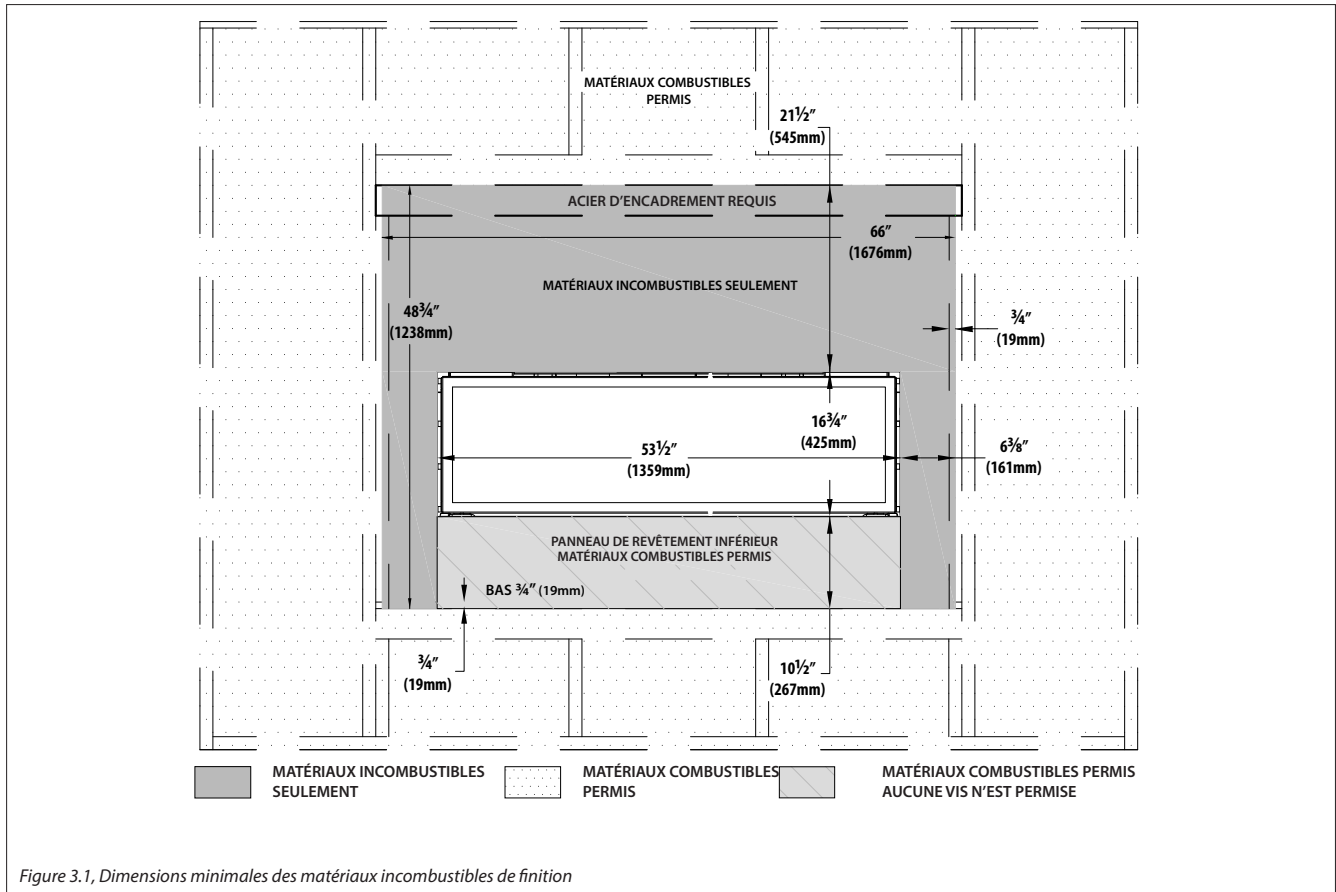 MATÉRIAUX COMBUSTIBLES
PERMIS
21½"
(545mm)
ACIER D'ENCADREMENT REQUIS
66"
(1676mm)
MATÉRIAUX INCOMBUSTIBLES SEULEMENT
48¾"
(1238mm)
¾"
(19mm)
16¾"
(425mm)
53½"
(1359mm)
6⅜"
(161mm)
PANNEAU DE REVÊTEMENT INFÉRIEUR
MATÉRIAUX COMBUSTIBLES PERMIS
BAS ¾" (19mm)
¾"
(19mm)
10½"
(267mm)
MATÉRIAUX INCOMBUSTIBLES
SEULEMENT
MATÉRIAUX COMBUSTIBLES
PERMIS
MATÉRIAUX COMBUSTIBLES PERMIS
AUCUNE VIS N'EST PERMISE
Figure 3.1, Dimensions minimales des matériaux incombustibles de finition